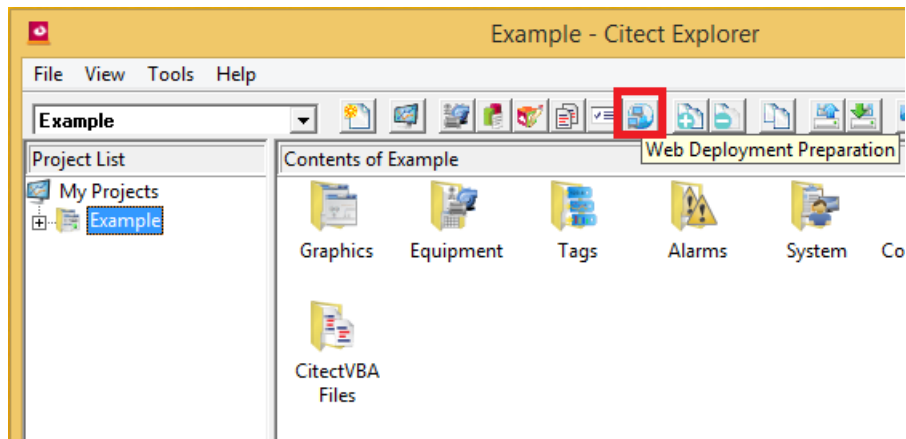 Example - Citect Explorer
File View Tools Help
Example
Web Deployment Preparation
Project List
Contents of Example
My Projects
Example
Graphics Equipment Tags Alarms System Co
CitectVBA
Files